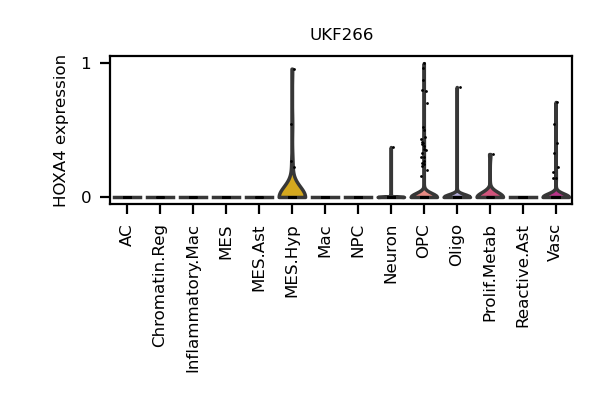 UKF266
HOXA4 expression
1
0
AC
Chromatin.Reg
Inflammatory.Mac
MES
MES.Ast
MES.Hyp
Mac
NPC
Neuron
OPC
Oligo
Prolif.Metab
Reactive.Ast
Vasc